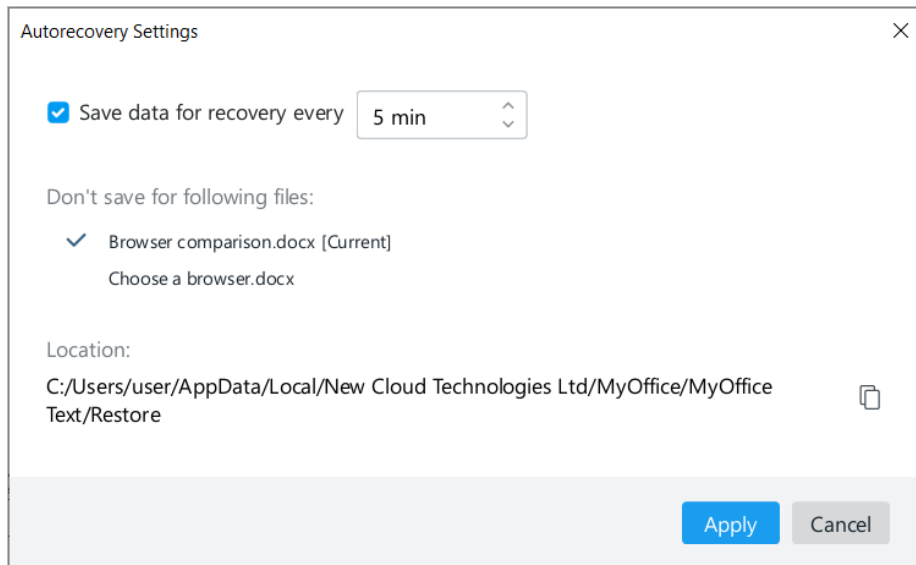 Autorecovery Settings
Save data for recovery every
5 min
Don't save for following files:
Browser comparison.docx [Current]
Choose a browser.docx
Location:
C:/Users/user/AppData/Local/New Cloud Technologies Ltd/MyOffice/MyOffice
Text/Restore
Apply
Cancel